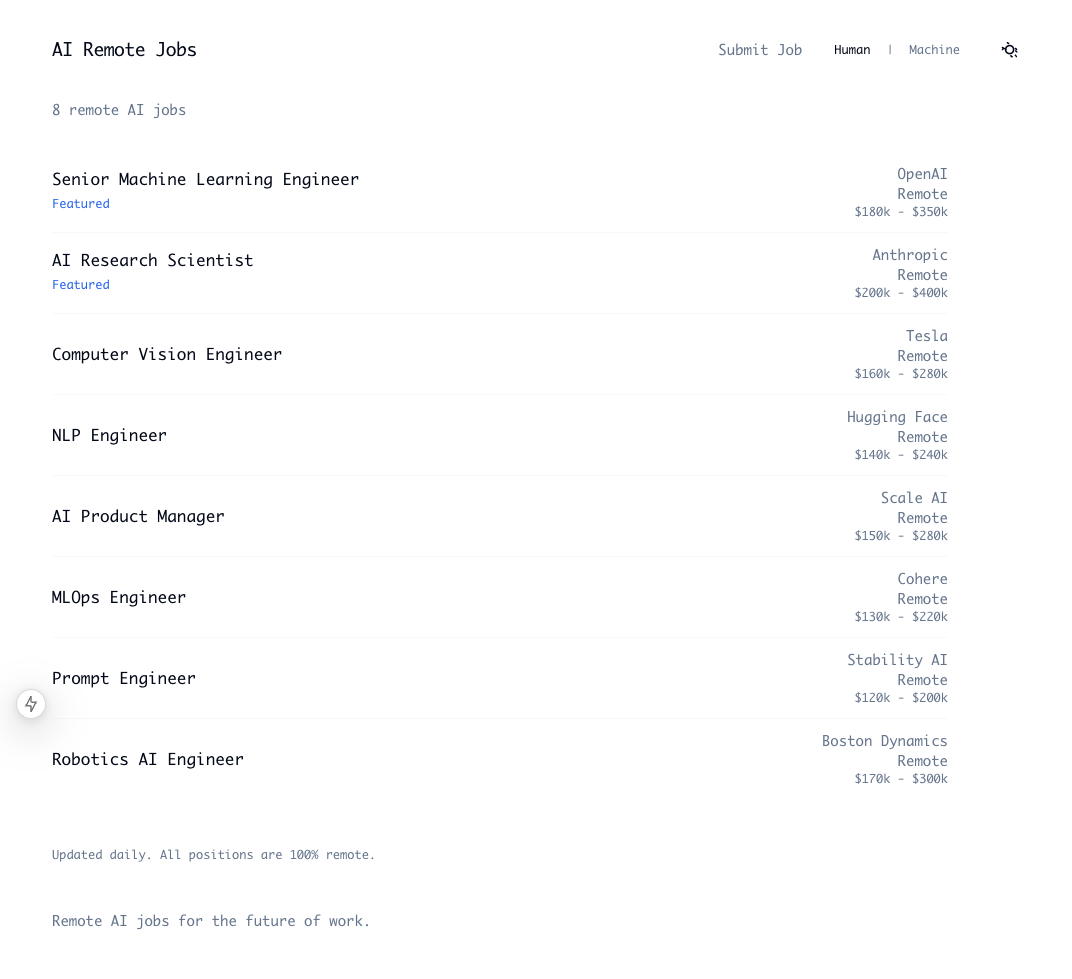 AI Remote Jobs
Submit Job
Human | Machine
8 remote AI jobs
Senior Machine Learning Engineer
Featured
OpenAI
Remote
$180k - $350k
AI Research Scientist
Featured
Anthropic
Remote
$200k - $400k
Computer Vision Engineer
Tesla
Remote
$160k - $280k
NLP Engineer
Hugging Face
Remote
$140k - $240k
AI Product Manager
Scale AI
Remote
$150k - $280k
MLOps Engineer
Cohere
Remote
$130k - $220k
Prompt Engineer
Stability AI
Remote
$120k - $200k
Robotics AI Engineer
Boston Dynamics
Remote
$170k - $300k
Updated daily. All positions are 100% remote.
Remote AI jobs for the future of work.